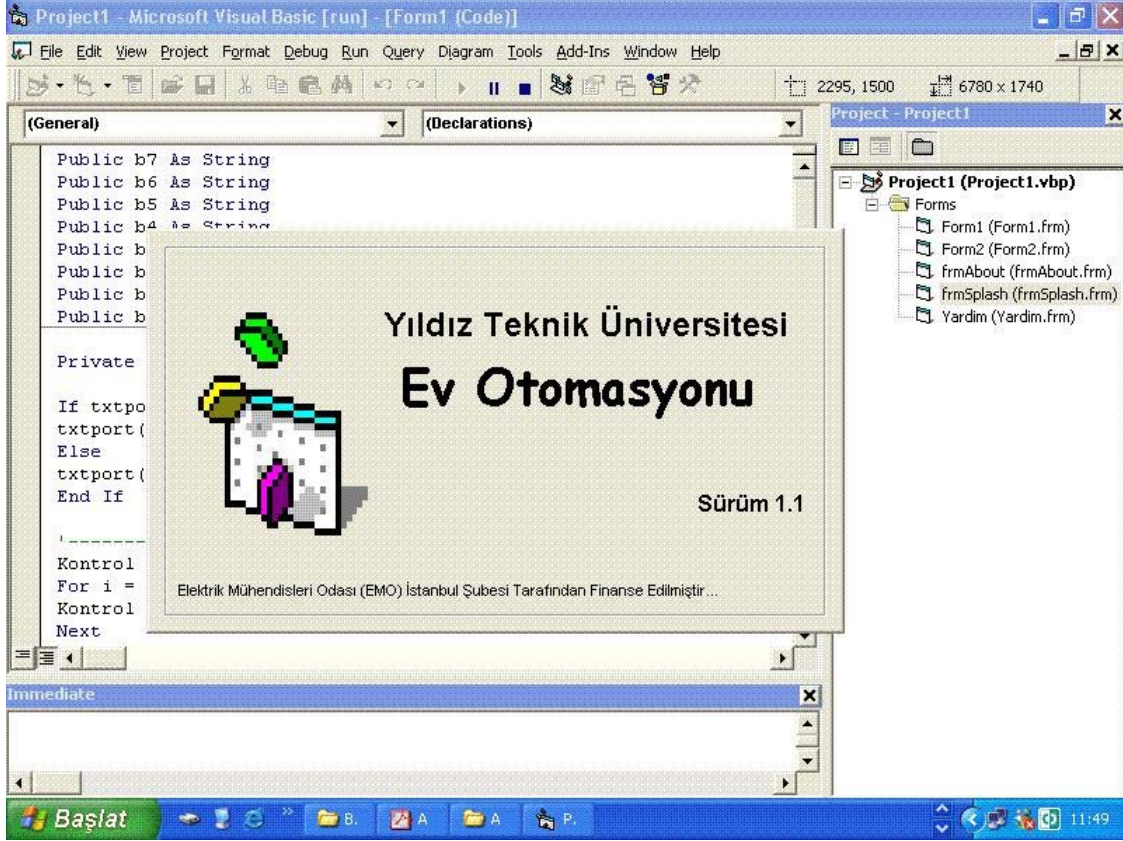 Project1 - Microsoft Visual Basic [run] - [Form1 (Code)]
File Edit View Project Format Debug Run Query Diagram Tools Add-Ins Window Help
2295, 1500 6780 x 1740
(General) (Declarations)
Public b7 As String
Public b6 As String
Public b5 As String
Public b4 As String
Public b
Public b
Public b
Public b
Private
If txtpo
txtport(
Else
txtport(
End If
'-------
Kontrol
For i =
Kontrol
Next
Yıldız Teknik Üniversitesi
Ev Otomasyonu
Sürüm 1.1
Elektrik Mühendisleri Odası (EMO) İstanbul Şubesi Tarafından Finanse Edilmiştir...
Project - Project1
Project1 (Project1.vbp)
Forms
Form1 (Form1.frm)
Form2 (Form2.frm)
frmAbout (frmAbout.frm)
frmSplash (frmSplash.frm)
Yardim (Yardim.frm)
Immediate
Başlat B. A A P. 11:49